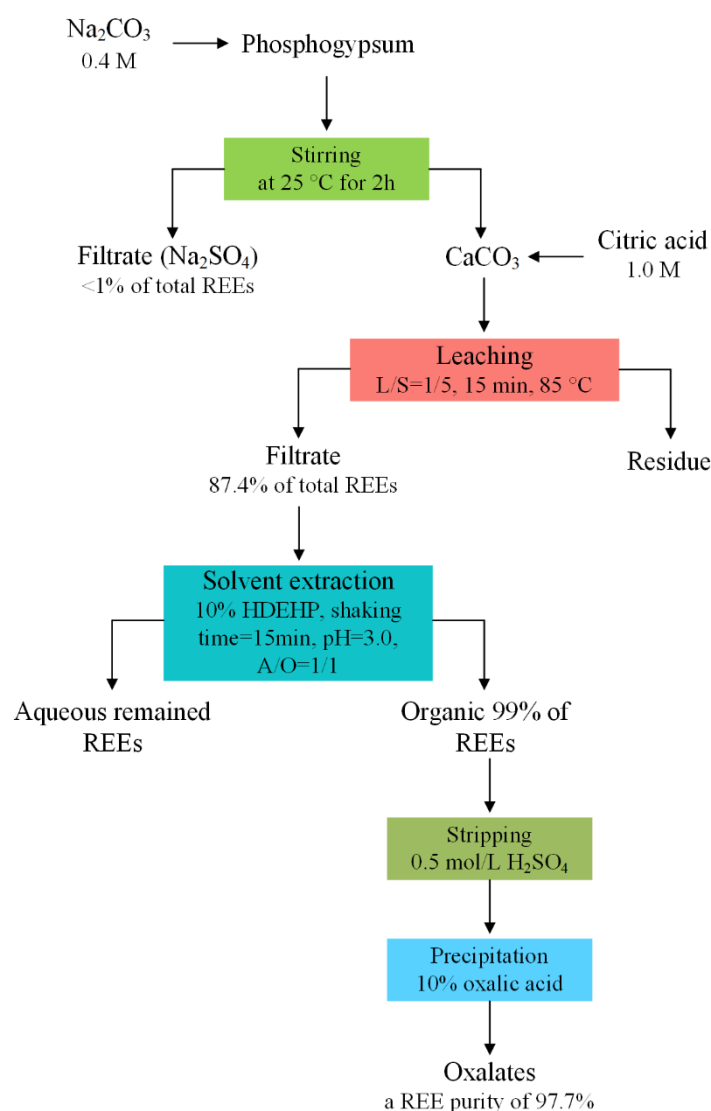 Na₂CO₃
0.4 M
Phosphogypsum
Stirring
at 25 °C for 2h
Filtrate (Na₂SO₄)
<1% of total REEs
CaCO₃
Citric acid
1.0 M
Leaching
L/S=1/5, 15 min, 85 °C
Filtrate
87.4% of total REEs
Residue
Solvent extraction
10% HDEHP, shaking
time=15min, pH=3.0,
A/O=1/1
Aqueous remained
REEs
Organic 99% of
REEs
Stripping
0.5 mol/L H₂SO₄
Precipitation
10% oxalic acid
Oxalates
a REE purity of 97.7%